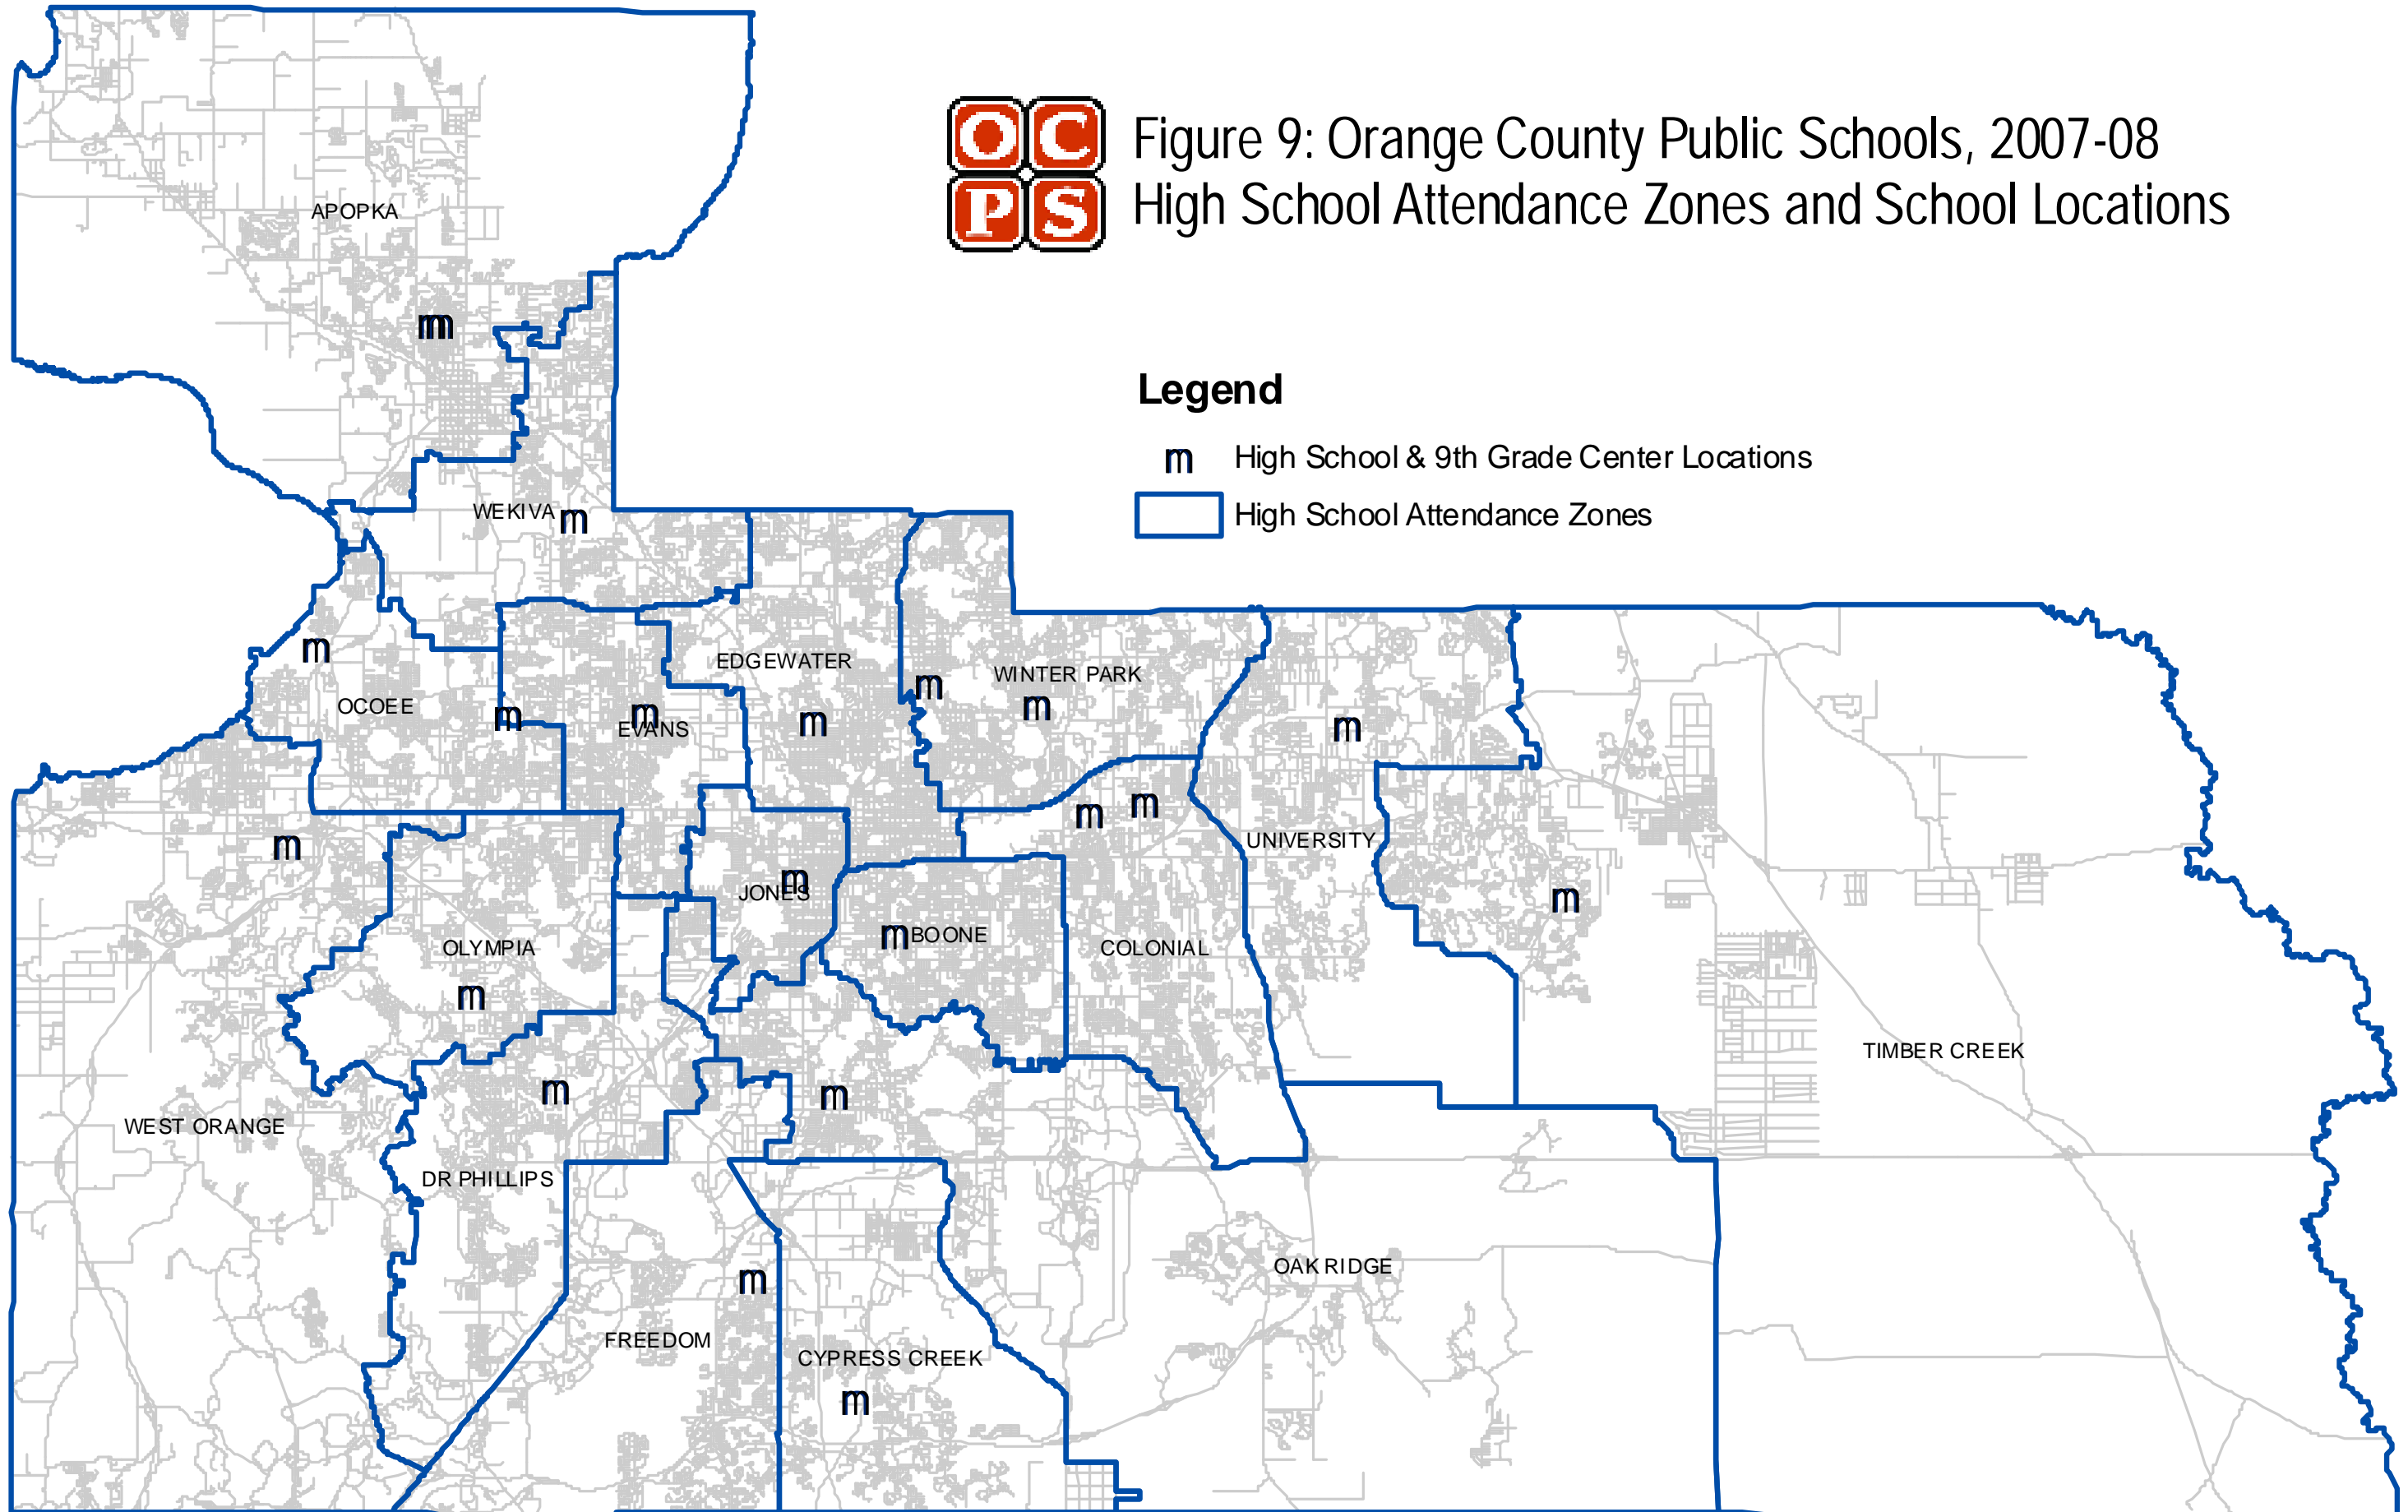 O C
P S
Figure 9: Orange County Public Schools, 2007-08
High School Attendance Zones and School Locations
Legend
m High School & 9th Grade Center Locations
High School Attendance Zones
APOPKA
m
m
WEKIVA m
m
OCOEE
m
m
EVANS
EDGEWATER
m
m
WINTER PARK
m
m
UNIVERSITY
m
m
m
m
m
JONES
m BOONE
COLONIAL
OLYMPIA
m
TIMBER CREEK
WEST ORANGE
m
m
DR PHILLIPS
OAK RIDGE
m
FREEDOM
CYPRESS CREEK
m